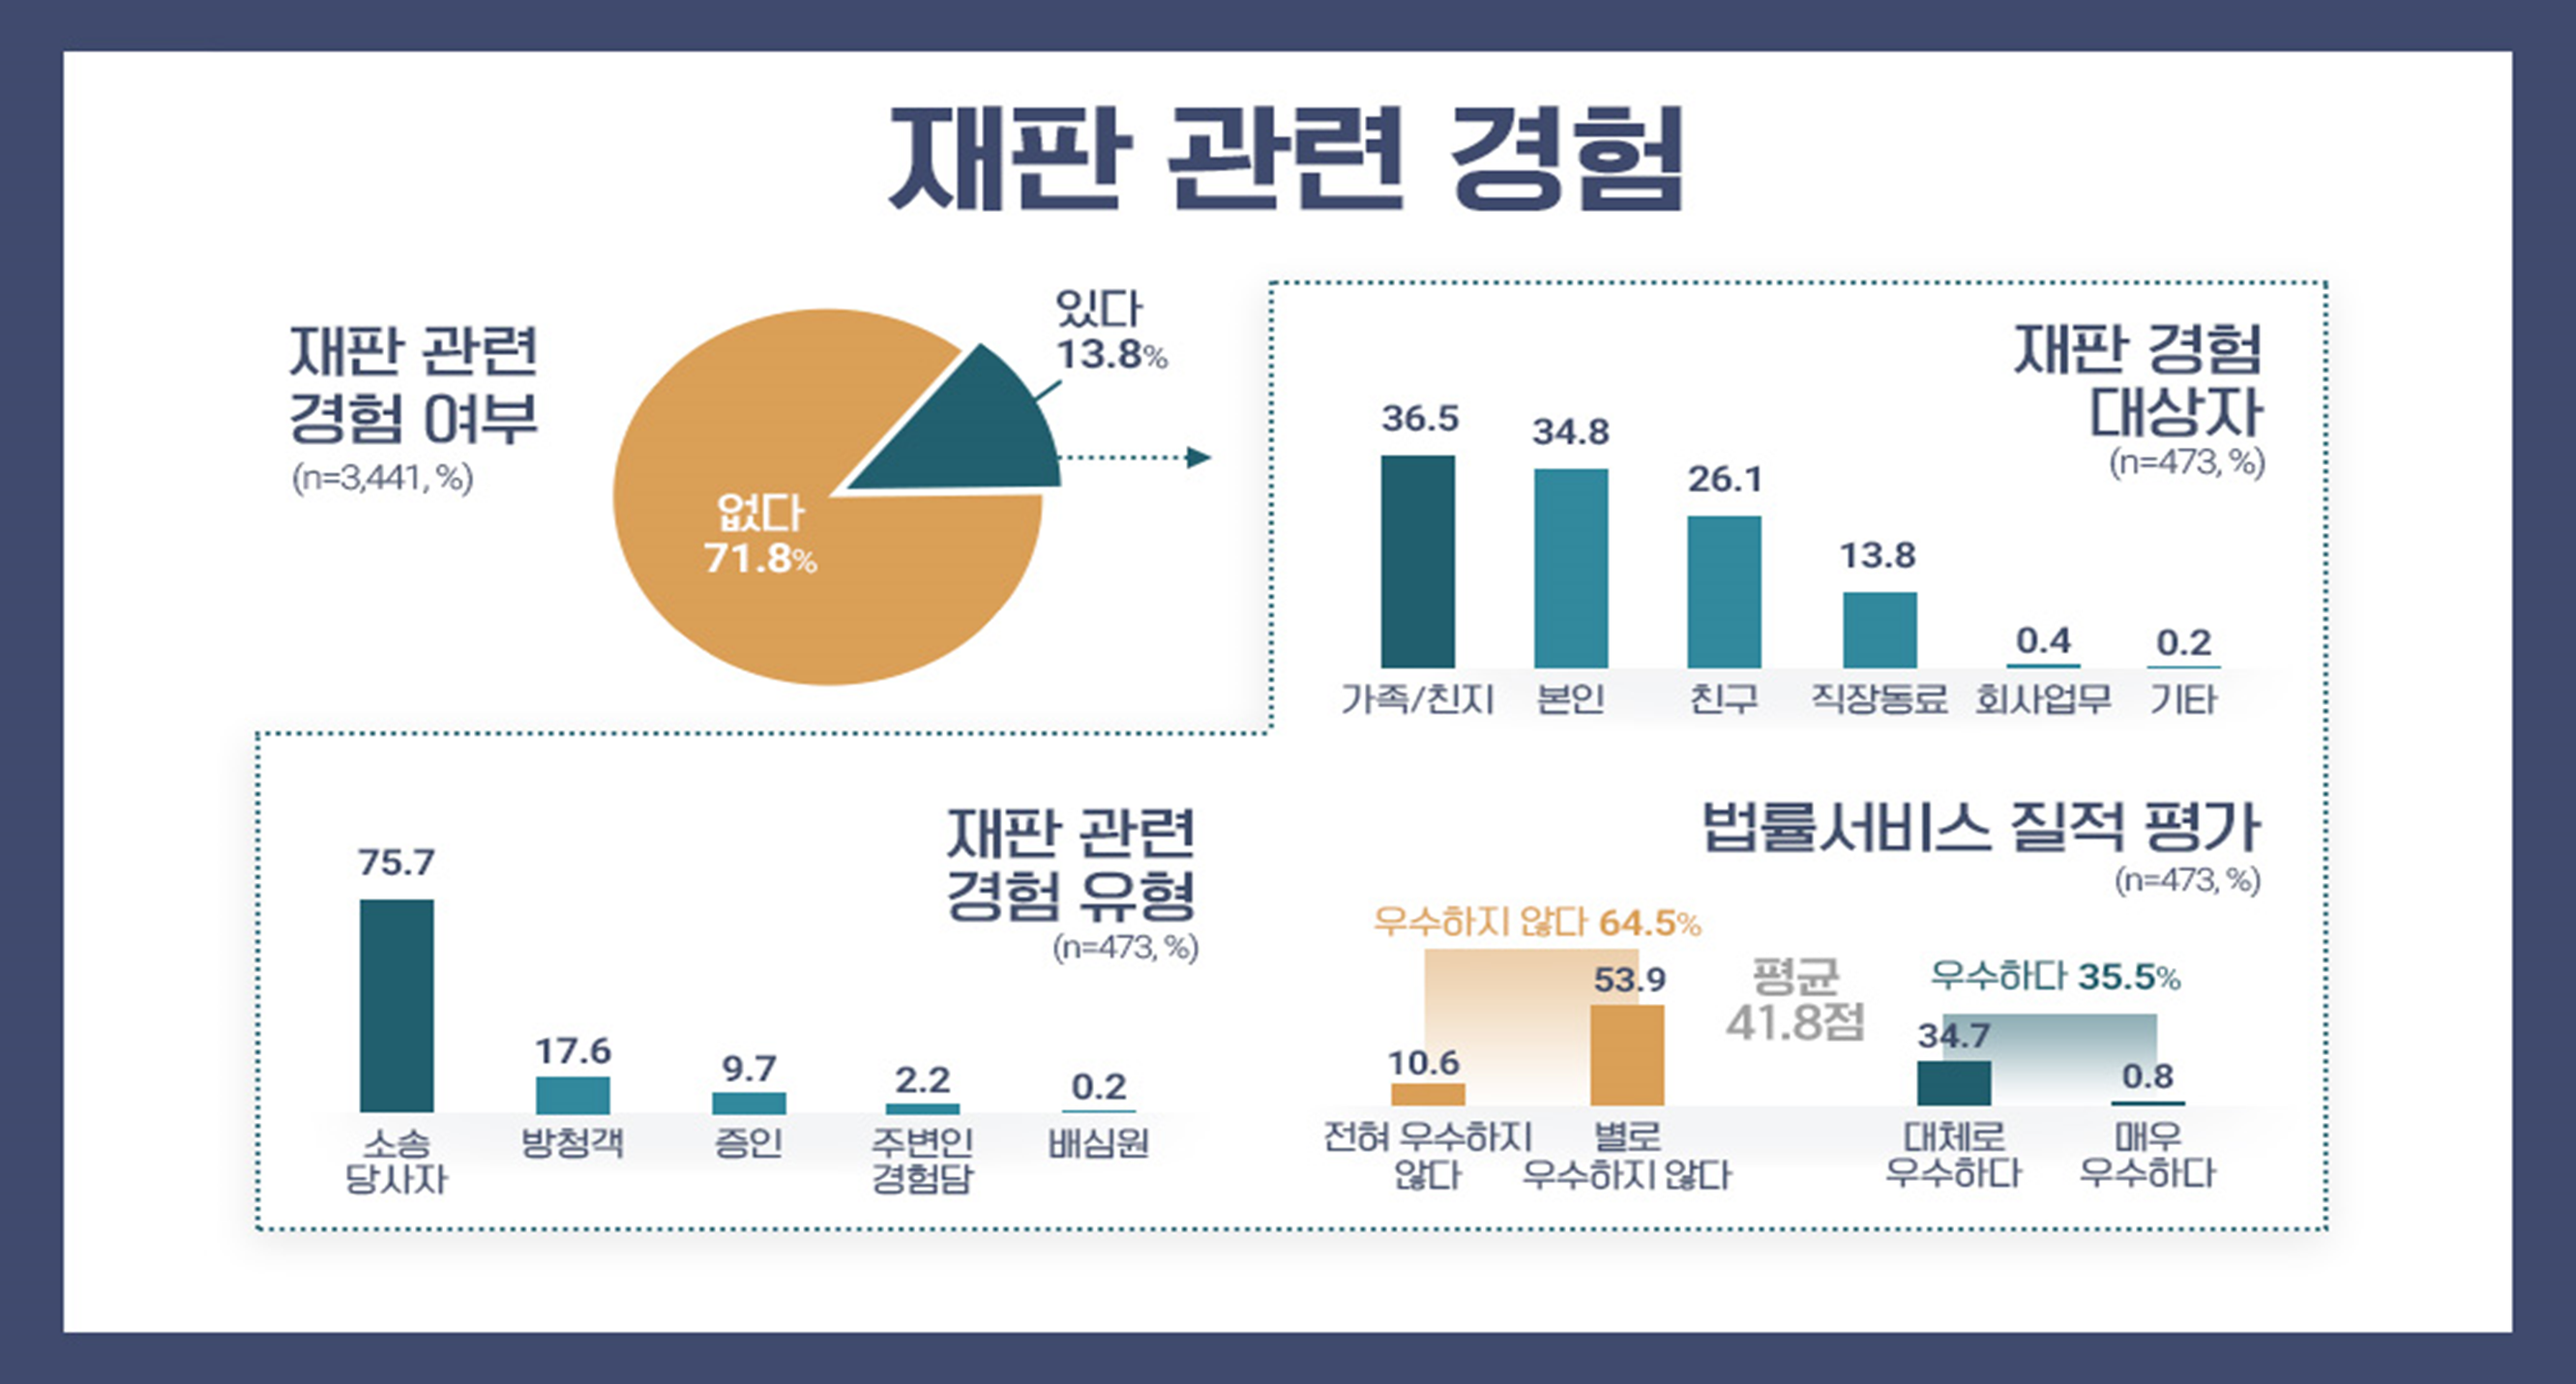 재판 관련 경험
재판 관련
경험 여부
(n=3,441, %)
있다
13.8%
없다
71.8%
재판 경험
대상자
(n=473, %)
36.5
34.8
26.1
13.8
0.4
0.2
가족/친지
본인
친구
직장동료
회사업무
기타
재판 관련
경험 유형
(n=473, %)
75.7
17.6
9.7
2.2
0.2
소송
당사자
방청객
증인
주변인
경험담
배심원
법률서비스 질적 평가
(n=473, %)
우수하지 않다 64.5%
10.6
53.9
평균
41.8점
우수하다 35.5%
34.7
0.8
전혀 우수하지
않다
별로
우수하지 않다
대체로
우수하다
매우
우수하다